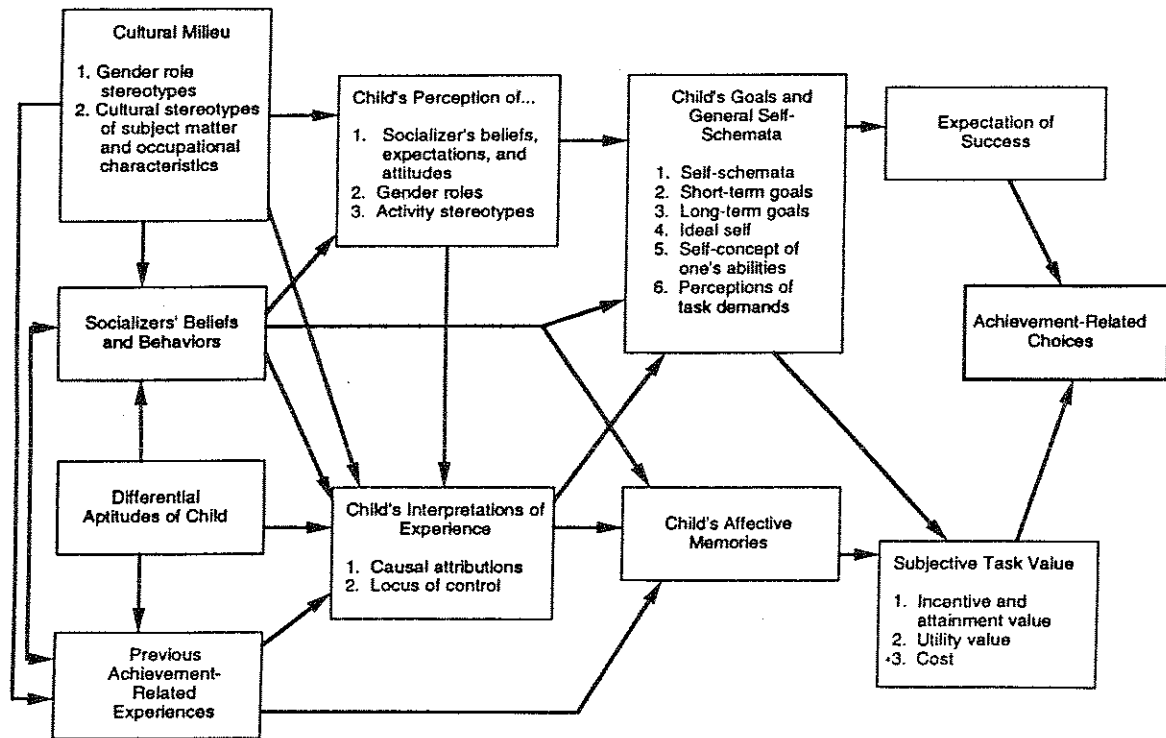 Cultural Milieu
1. Gender role
stereotypes
2. Cultural stereotypes
of subject matter
and occupational
characteristics
Child's Perception of...
1. Socializer's beliefs,
expectations, and
attitudes
2. Gender roles
3. Activity stereotypes
Child's Goals and
General Self-
Schemata
1. Self-schemata
2. Short-term goals
3. Long-term goals
4. Ideal self
5. Self-concept of
one's abilities
6. Perceptions of
task demands
Expectation of
Success
Socializers' Beliefs
and Behaviors
Achievement-Related
Choices
Differential
Aptitudes of Child
Child's Interpretations of
Experience
1. Causal attributions
2. Locus of control
Child's Affective
Memories
Subjective Task Value
1. Incentive and
attainment value
2. Utility value
3. Cost
Previous
Achievement-
Related
Experiences